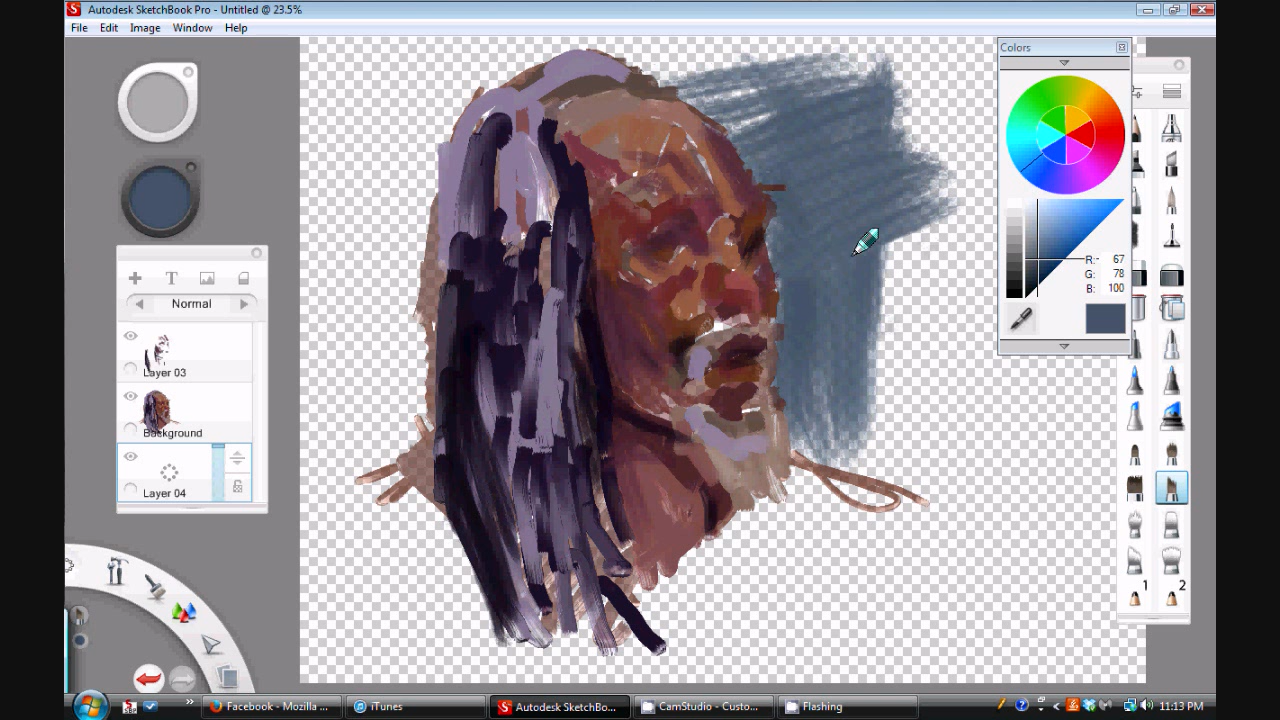 Autodesk SketchBook Pro - Untitled @ 23.5%
File Edit Image Window Help
Colors
R: 67
G: 78
B: 100
T
Normal
Layer 03
Background
Layer 04
1 2
Facebook - Mozilla ...
iTunes
Autodesk SketchBo...
CamStudio - Custo...
Flashing
11:13 PM